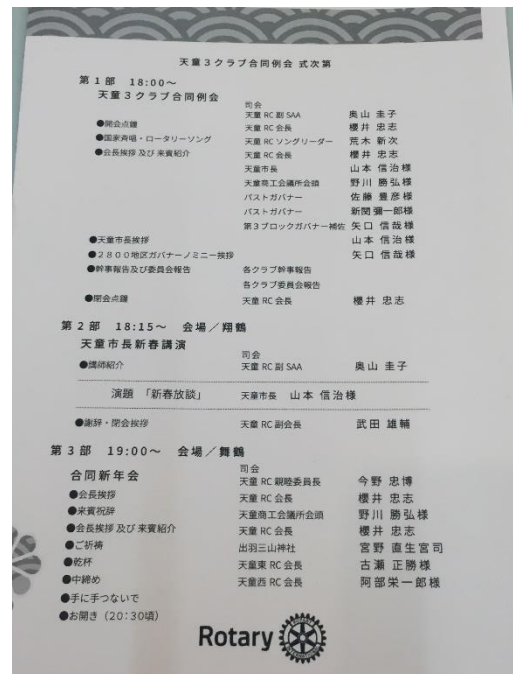 天童3クラブ合同例会 式次第
第1部 18:00〜
天童3クラブ合同例会
司会
天童 RC 副 SAA 奥山 圭子
●開会点鐘 天童 RC 会長 櫻井 忠志
●国家斉唱・ロータリーソング 天童 RC ソングリーダー 荒木 新次
●会長挨拶 及び 来賓紹介 天童 RC 会長 櫻井 忠志
天童市長 山本 信治様
天童商工会議所会頭 野川 勝弘様
パストガバナー 佐藤 豊彦様
パストガバナー 新関 彌一郎様
第3ブロックガバナー補佐 矢口 信哉様
●天童市長挨拶 山本 信治様
●2800地区ガバナーノミニー挨拶 矢口 信哉様
●幹事報告及び委員会報告 各クラブ幹事報告
各クラブ委員会報告
●閉会点鐘 天童 RC 会長 櫻井 忠志
第2部 18:15〜 会場/翔鶴
天童市長新春講演
司会
●講師紹介 天童 RC 副 SAA 奥山 圭子
演題 「新春放談」 天童市長 山本 信治様
●謝辞・閉会挨拶 天童 RC 副会長 武田 雄輔
第3部 19:00〜 会場/舞鶴
司会
合同新年会 天童 RC 親睦委員長 今野 忠博
●会長挨拶 天童 RC 会長 櫻井 忠志
●来賓祝辞 天童商工会議所会頭 野川 勝弘様
●会長挨拶 及び 来賓紹介 天童 RC 会長 櫻井 忠志
●ご祈祷 出羽三山神社 宮野 直生宮司
●乾杯 天童東 RC 会長 古瀬 正勝様
●中締め 天童西 RC 会長 阿部栄一郎様
●手に手つないで
●お開き(20:30頃)
Rotary